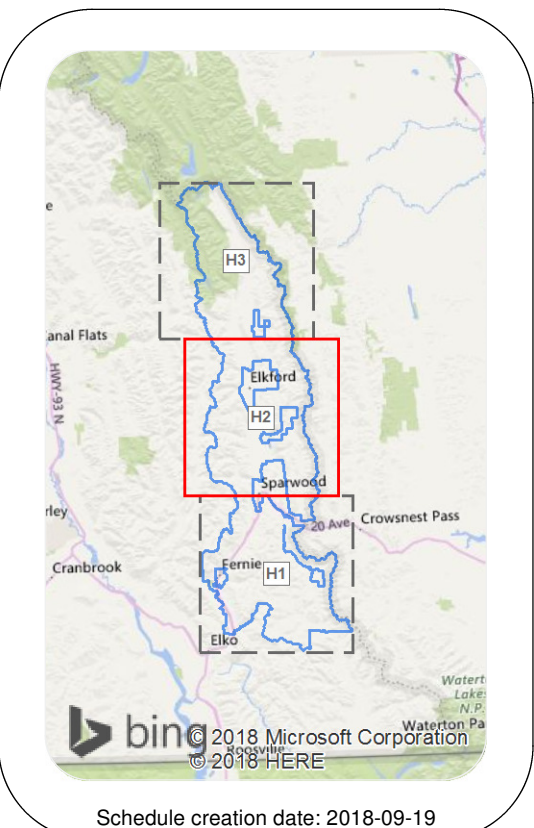 e
H3
anal Flats
HWY-93 N
Elkford
H2
Sparwood
rley
20 Ave
Crowsnest Pass
Cranbrook
Fernie
H1
Elko
Watert
Lake
N.P.
Waterton Pa
Roosville
bing
© 2018 Microsoft Corporation
© 2018 HERE
Schedule creation date: 2018-09-19